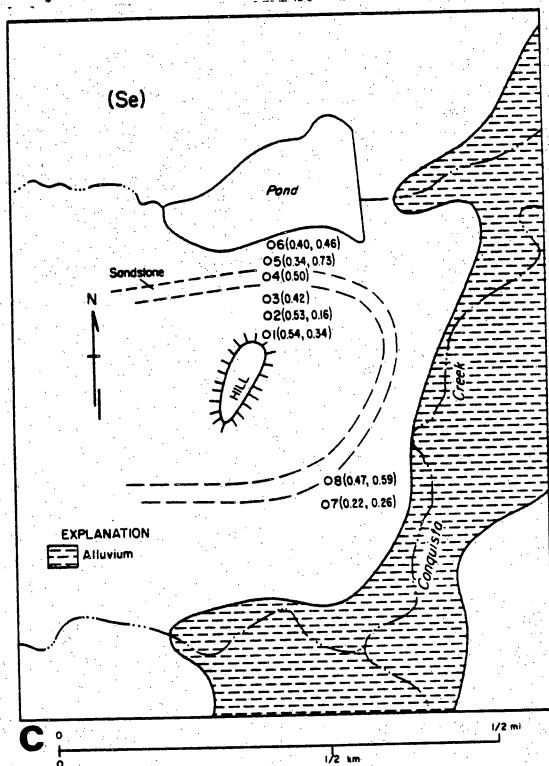 (Se)
Pond
O6(0.40, 0.46)
O5(0.34, 0.73)
Sandstone
O4(0.50)
N
O3(0.42)
O2(0.53, 0.16)
O1(0.54, 0.34)
HILL
Creek
O8(0.47, 0.59)
O7(0.22, 0.26)
EXPLANATION
Alluvium
Conquista
C
0 1/2 mi
0 1/2 km